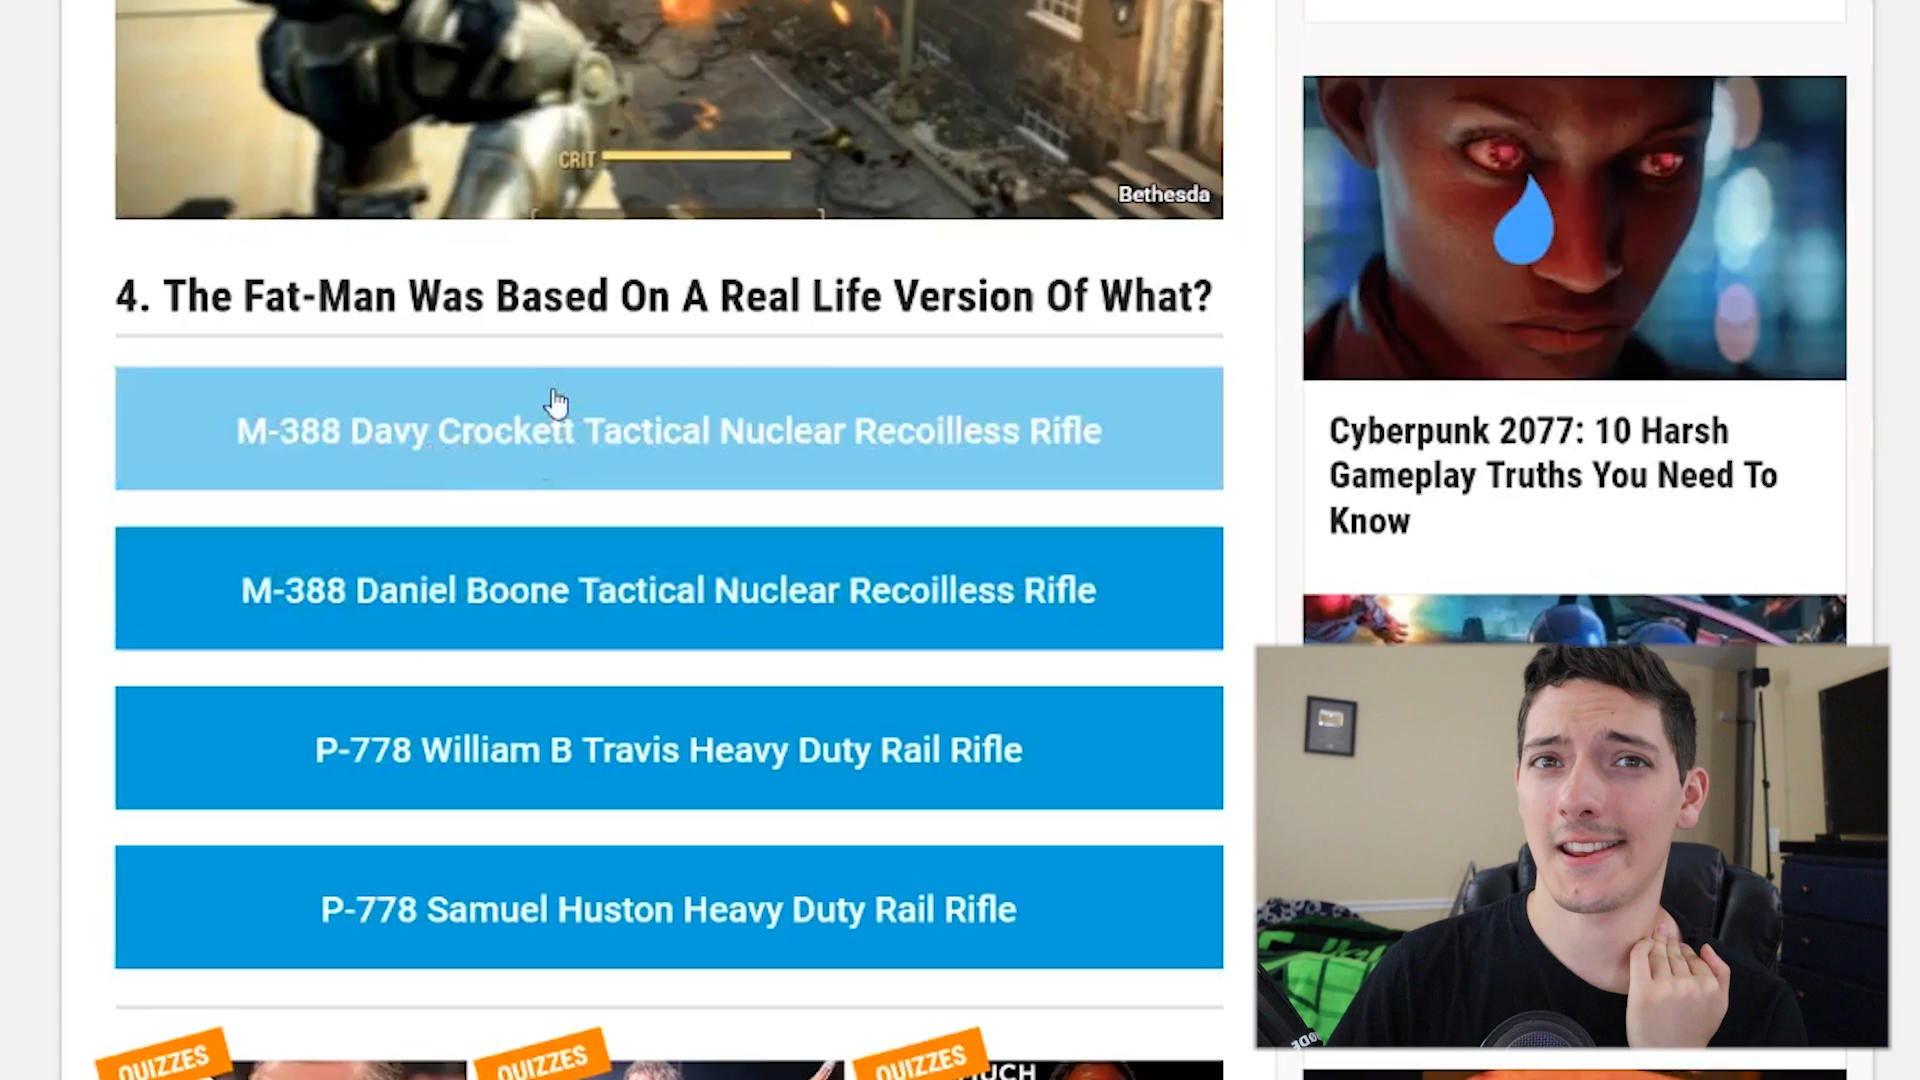 CRIT
Bethesda
4. The Fat-Man Was Based On A Real Life Version Of What?
M-388 Davy Crockett Tactical Nuclear Recoilless Rifle
M-388 Daniel Boone Tactical Nuclear Recoilless Rifle
P-778 William B Travis Heavy Duty Rail Rifle
P-778 Samuel Huston Heavy Duty Rail Rifle
Cyberpunk 2077: 10 Harsh
Gameplay Truths You Need To
Know
QUIZZES
QUIZZES
QUIZZES